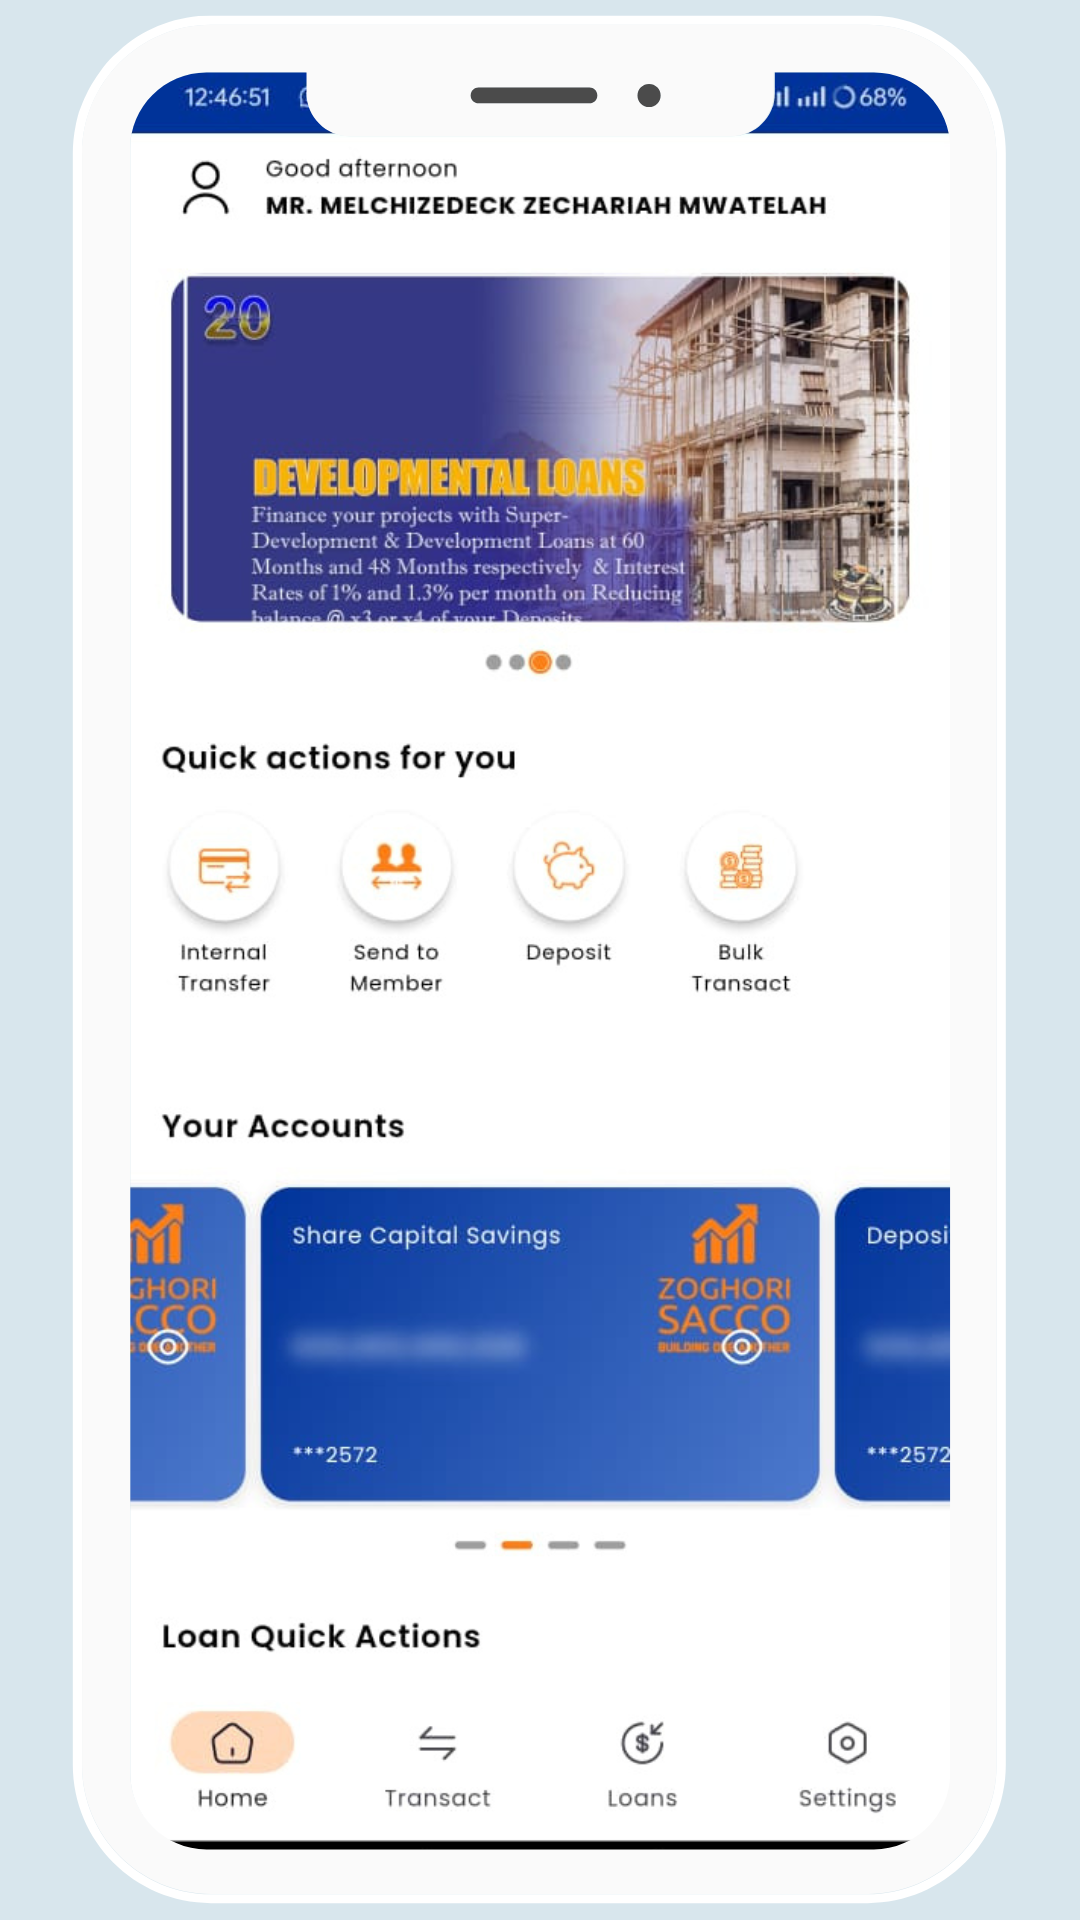 12:46:51
68%
Good afternoon
MR. MELCHIZEDECK ZECHARIAH MWATELAH
20
DEVELOPMENTAL LOANS
Finance your projects with Super-
Development & Development Loans at 60
Months and 48 Months respectively & Interest
Rates of 1% and 1.3% per month on Reducing
balance @ x3 or x4 of your Deposits
Quick actions for you
Internal
Transfer
Send to
Member
Deposit
Bulk
Transact
Your Accounts
GHORI
CCO
Share Capital Savings
ZOGHORI
SACCO
BUILDING ONE ANOTHER
***2572
Deposi
***2572
Loan Quick Actions
Home
Transact
Loans
Settings